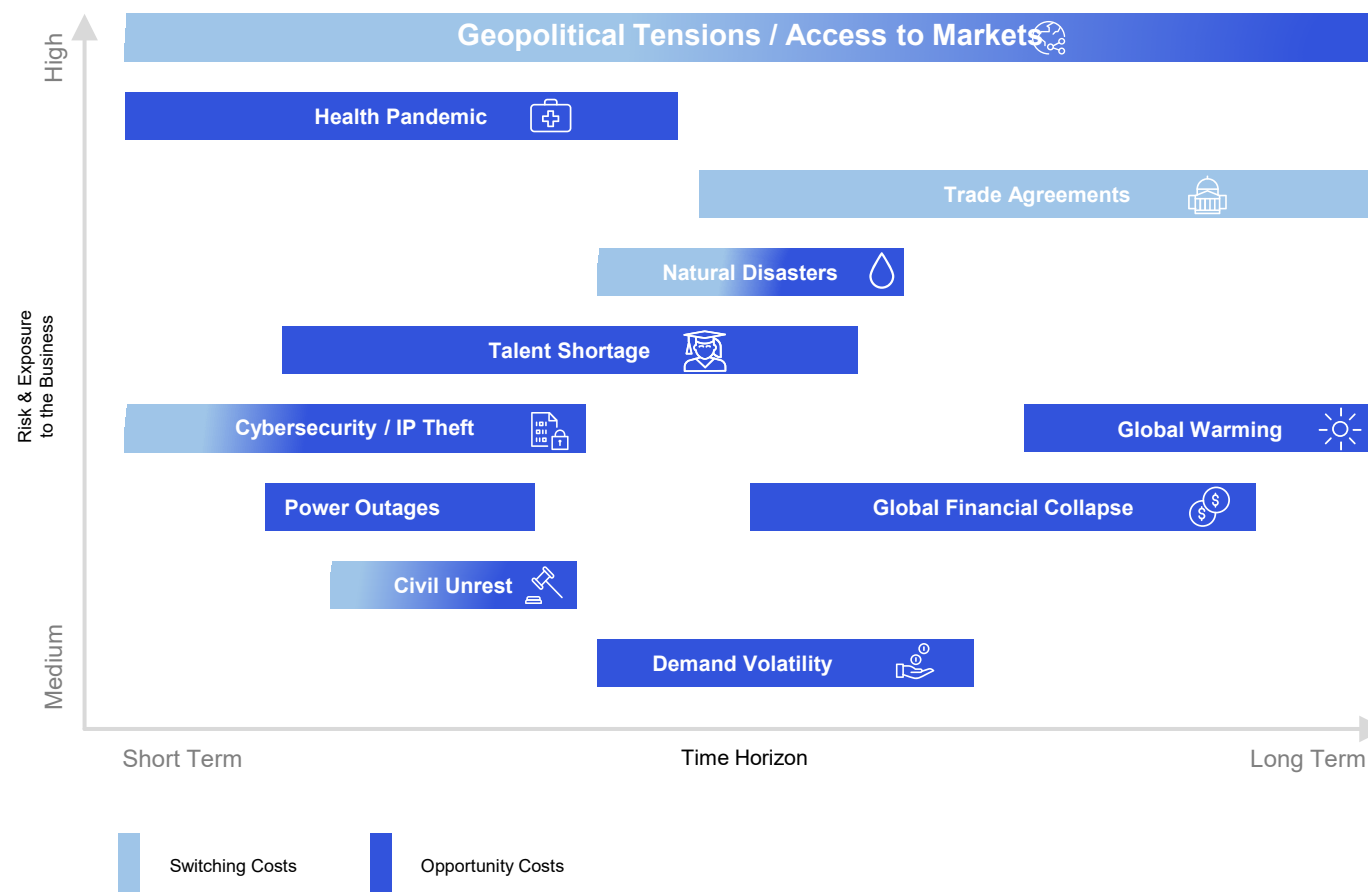 High
Geopolitical Tensions / Access to Markets
Health Pandemic
Trade Agreements
Natural Disasters
Risk & Exposure
to the Business
Talent Shortage
Cybersecurity / IP Theft
Global Warming
Power Outages
Global Financial Collapse
Civil Unrest
Medium
Demand Volatility
Short Term
Time Horizon
Long Term
Switching Costs
Opportunity Costs